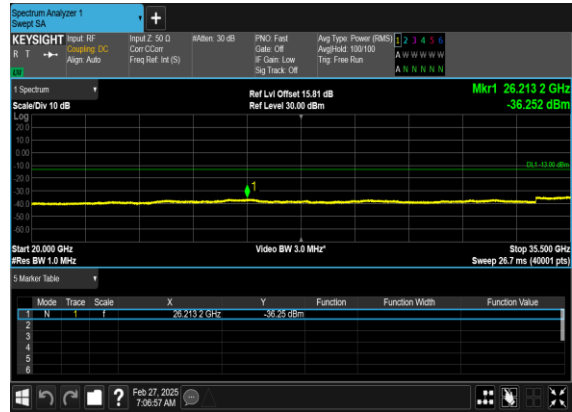 Spectrum Analyzer 1
Swept SA
+
KEYSIGHT Input: RF Input Z: 50 Ω #Atten: 30 dB PNO: Fast Avg Type: Power (RMS) 1 2 3 4 5 6
R T Coupling: DC Corr CCorr Gate: Off Avg|Hold: 100/100 A W W W W W
Align: Auto Freq Ref: Int (S) IF Gain: Low Trig: Free Run A N N N N N
Sig Track: Off
1 Spectrum Ref Lvl Offset 15.81 dB Mkr1 26.213 2 GHz
Scale/Div 10 dB Ref Level 30.00 dBm -36.252 dBm
Log
20.0
10.0
0.00
-10.0 DL1 -13.00 dBm
-20.0
-30.0 1
-40.0
-50.0
-60.0
Start 20.000 GHz Video BW 3.0 MHz* Stop 35.500 GHz
#Res BW 1.0 MHz Sweep 26.7 ms (40001 pts)
5 Marker Table
Mode Trace Scale X Y Function Function Width Function Value
1 N 1 f 26.213 2 GHz -36.25 dBm
2
3
4
5
6
? Feb 27, 2025
7:06:57 AM